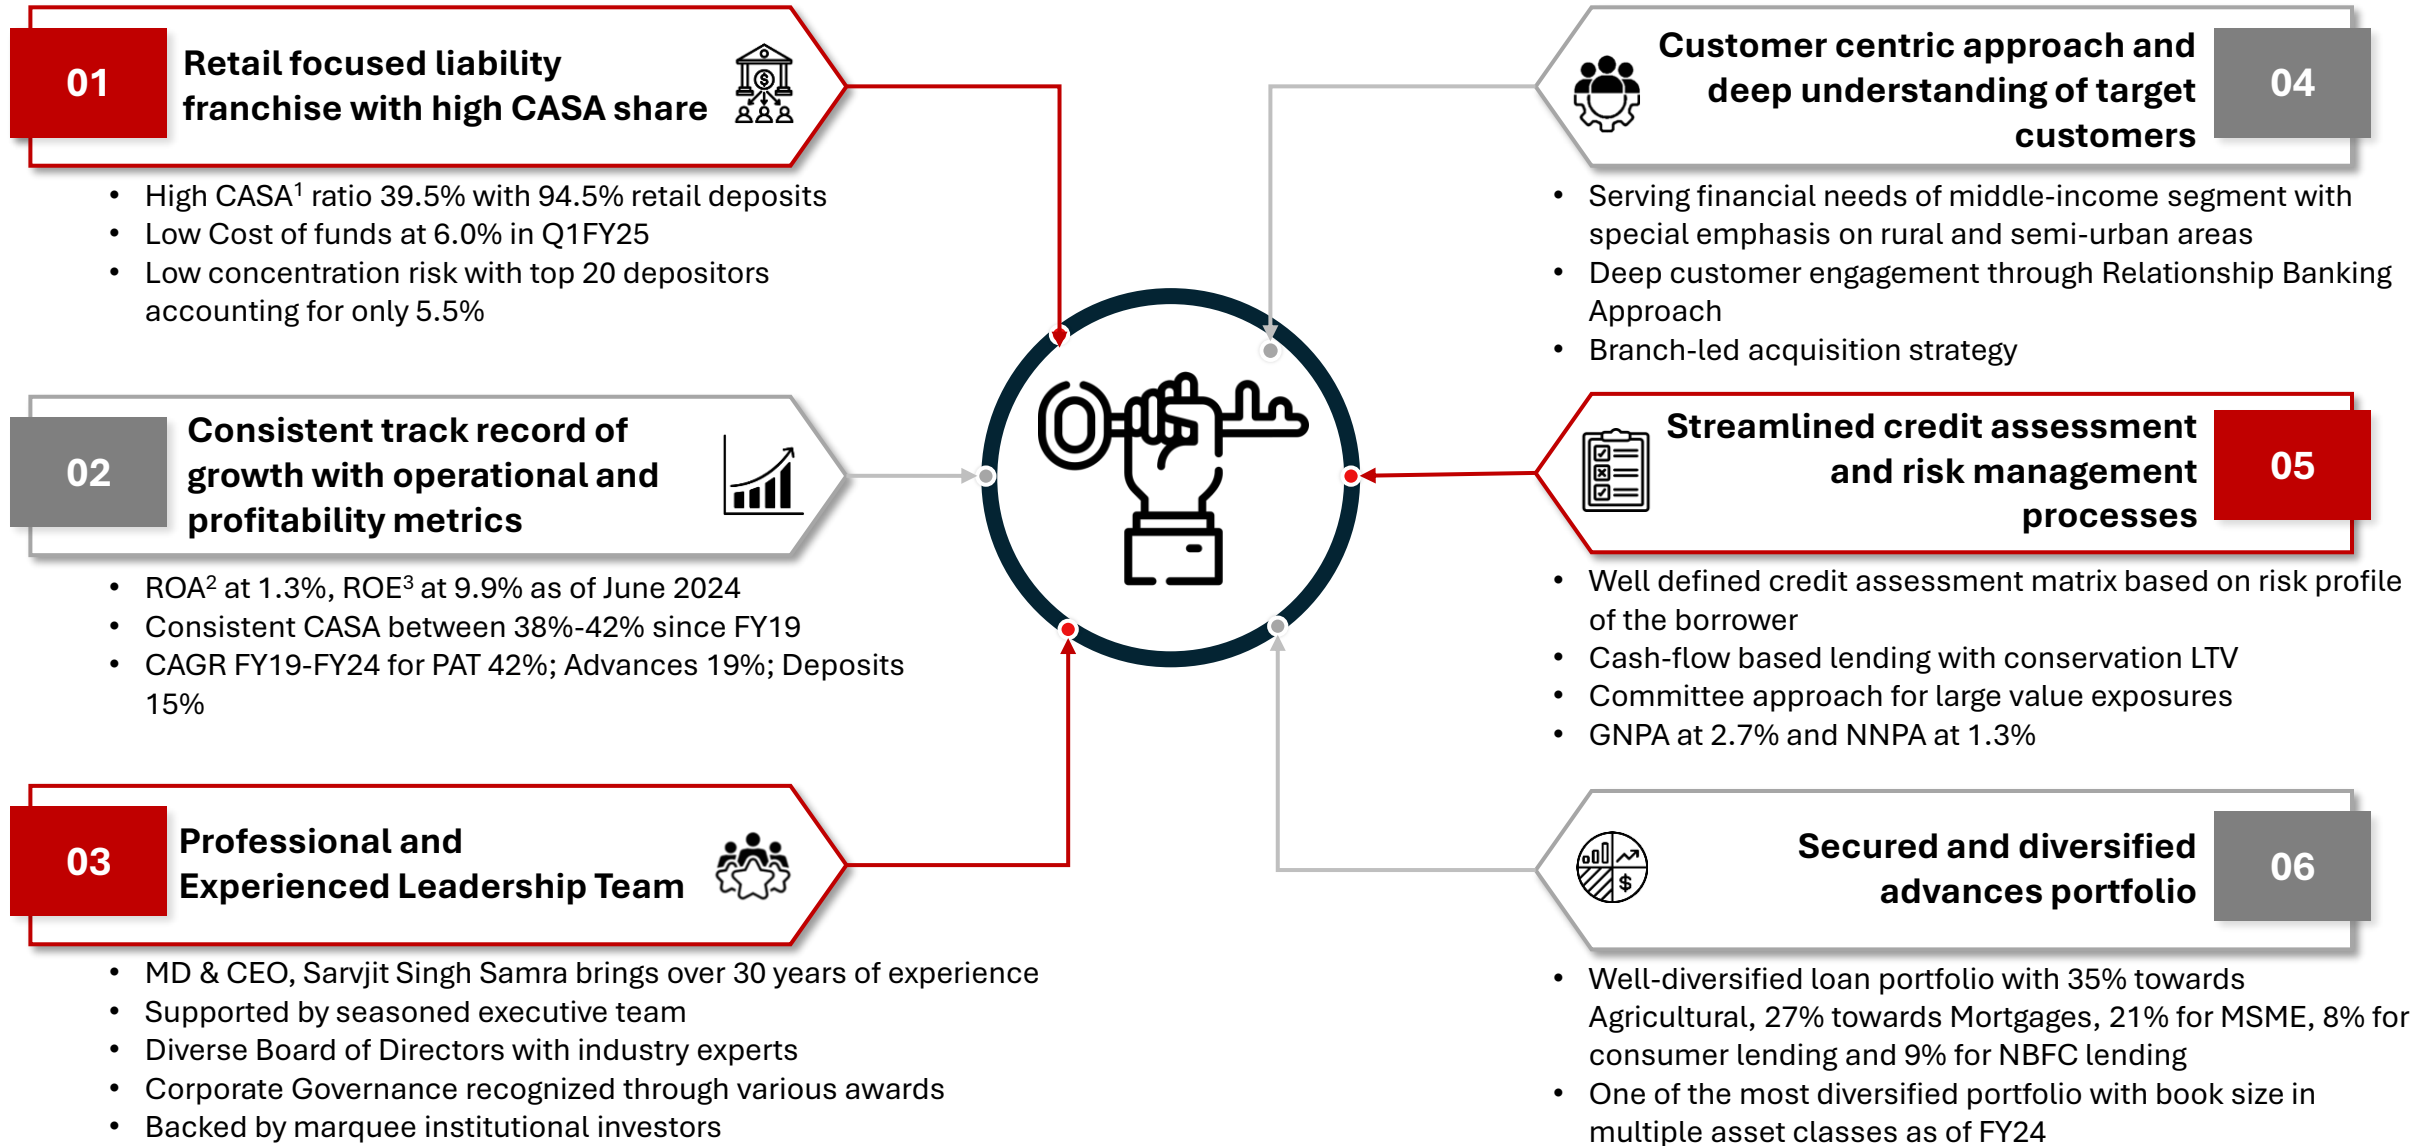 01
Retail focused liability
franchise with high CASA share
• High CASA¹ ratio 39.5% with 94.5% retail deposits
• Low Cost of funds at 6.0% in Q1FY25
• Low concentration risk with top 20 depositors
accounting for only 5.5%
02
Consistent track record of
growth with operational and
profitability metrics
• ROA² at 1.3%, ROE³ at 9.9% as of June 2024
• Consistent CASA between 38%-42% since FY19
• CAGR FY19-FY24 for PAT 42%; Advances 19%; Deposits
15%
03
Professional and
Experienced Leadership Team
• MD & CEO, Sarvjit Singh Samra brings over 30 years of experience
• Supported by seasoned executive team
• Diverse Board of Directors with industry experts
• Corporate Governance recognized through various awards
• Backed by marquee institutional investors
Customer centric approach and
deep understanding of target
customers
04
• Serving financial needs of middle-income segment with
special emphasis on rural and semi-urban areas
• Deep customer engagement through Relationship Banking
Approach
• Branch-led acquisition strategy
Streamlined credit assessment
and risk management
processes
05
• Well defined credit assessment matrix based on risk profile
of the borrower
• Cash-flow based lending with conservation LTV
• Committee approach for large value exposures
• GNPA at 2.7% and NNPA at 1.3%
Secured and diversified
advances portfolio
06
• Well-diversified loan portfolio with 35% towards
Agricultural, 27% towards Mortgages, 21% for MSME, 8% for
consumer lending and 9% for NBFC lending
• One of the most diversified portfolio with book size in
multiple asset classes as of FY24